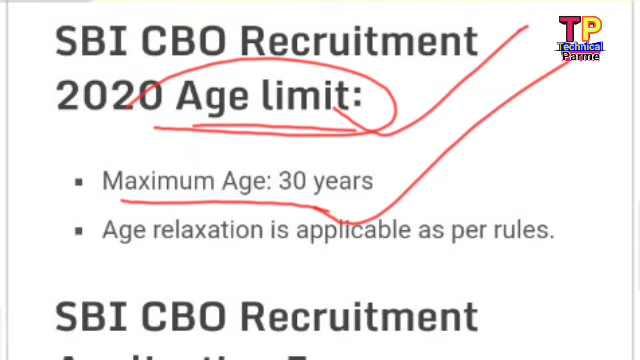 SBI CBO Recruitment
2020 Age limit:
▪ Maximum Age: 30 years
▪ Age relaxation is applicable as per rules.
SBI CBO Recruitment
TP
Technical
Parme